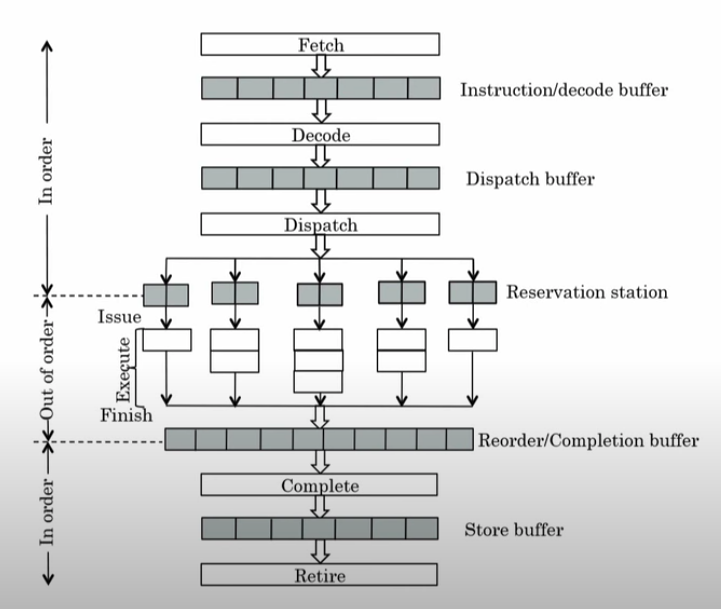 Fetch
Instruction/decode buffer
Decode
Dispatch buffer
Dispatch
In order
Reservation station
Issue
Out of order
Execute
Finish
Reorder/Completion buffer
Complete
In order
Store buffer
Retire